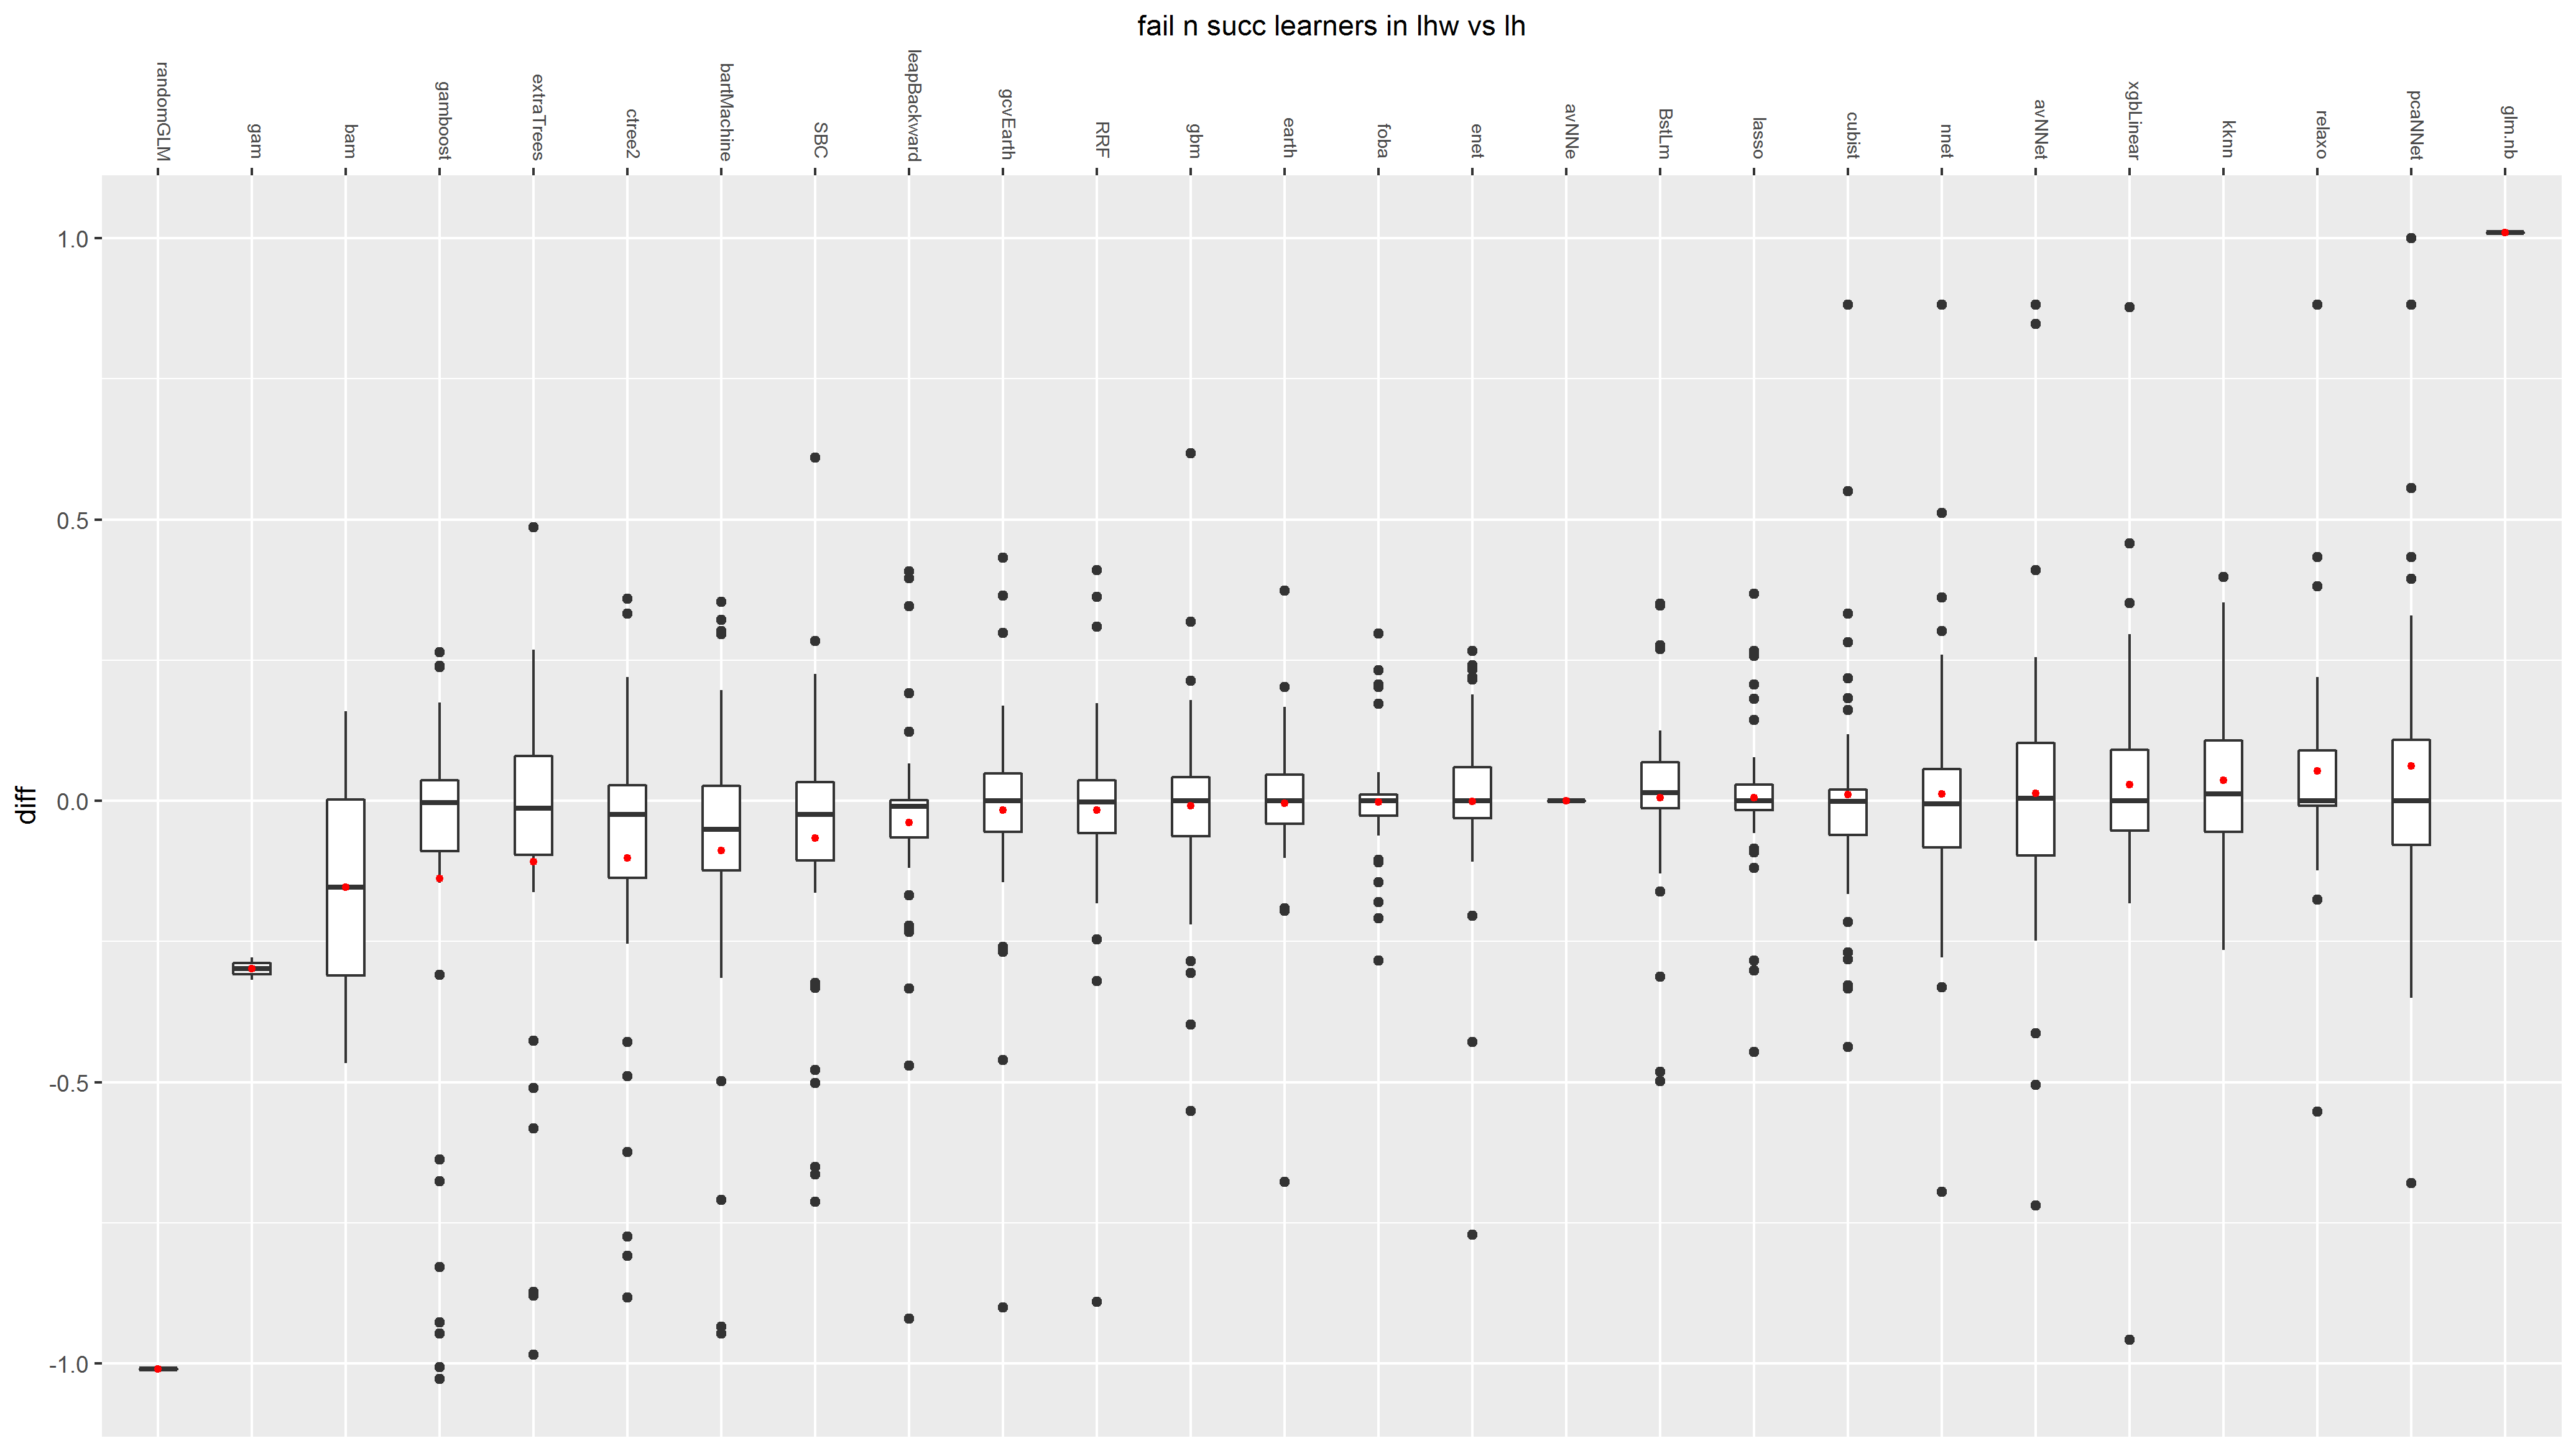 fail n succ learners in lhw vs lh
randomGLM
gam
bam
gamboost
extraTrees
ctree2
bartMachine
SBC
leapBackward
gcvEarth
RRF
gbm
earth
foba
enet
avNNe
BstLm
lasso
cubist
nnet
avNNet
xgbLinear
kknn
relaxo
pcaNNet
glm.nb
1.0
0.5
0.0
-0.5
-1.0
diff